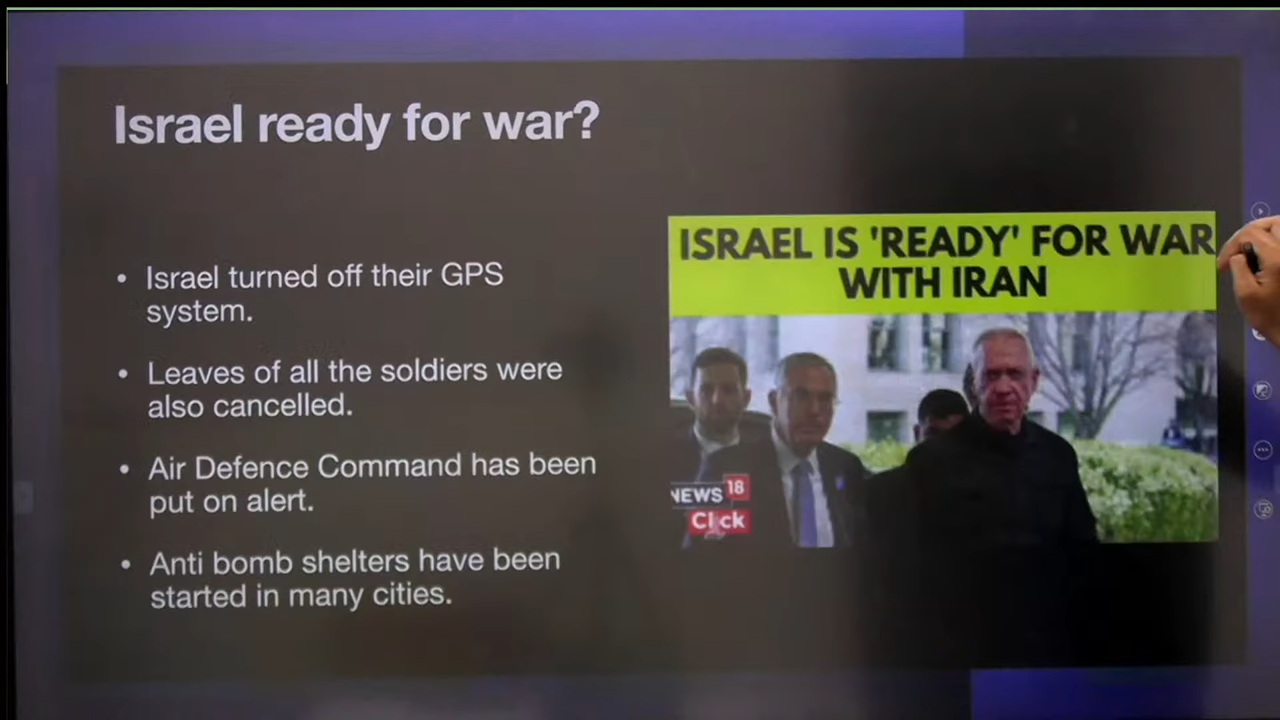 Israel ready for war?
• Israel turned off their GPS
system.
• Leaves of all the soldiers were
also cancelled.
• Air Defence Command has been
put on alert.
• Anti bomb shelters have been
started in many cities.
ISRAEL IS 'READY' FOR WAR
WITH IRAN
NEWS 18
Click